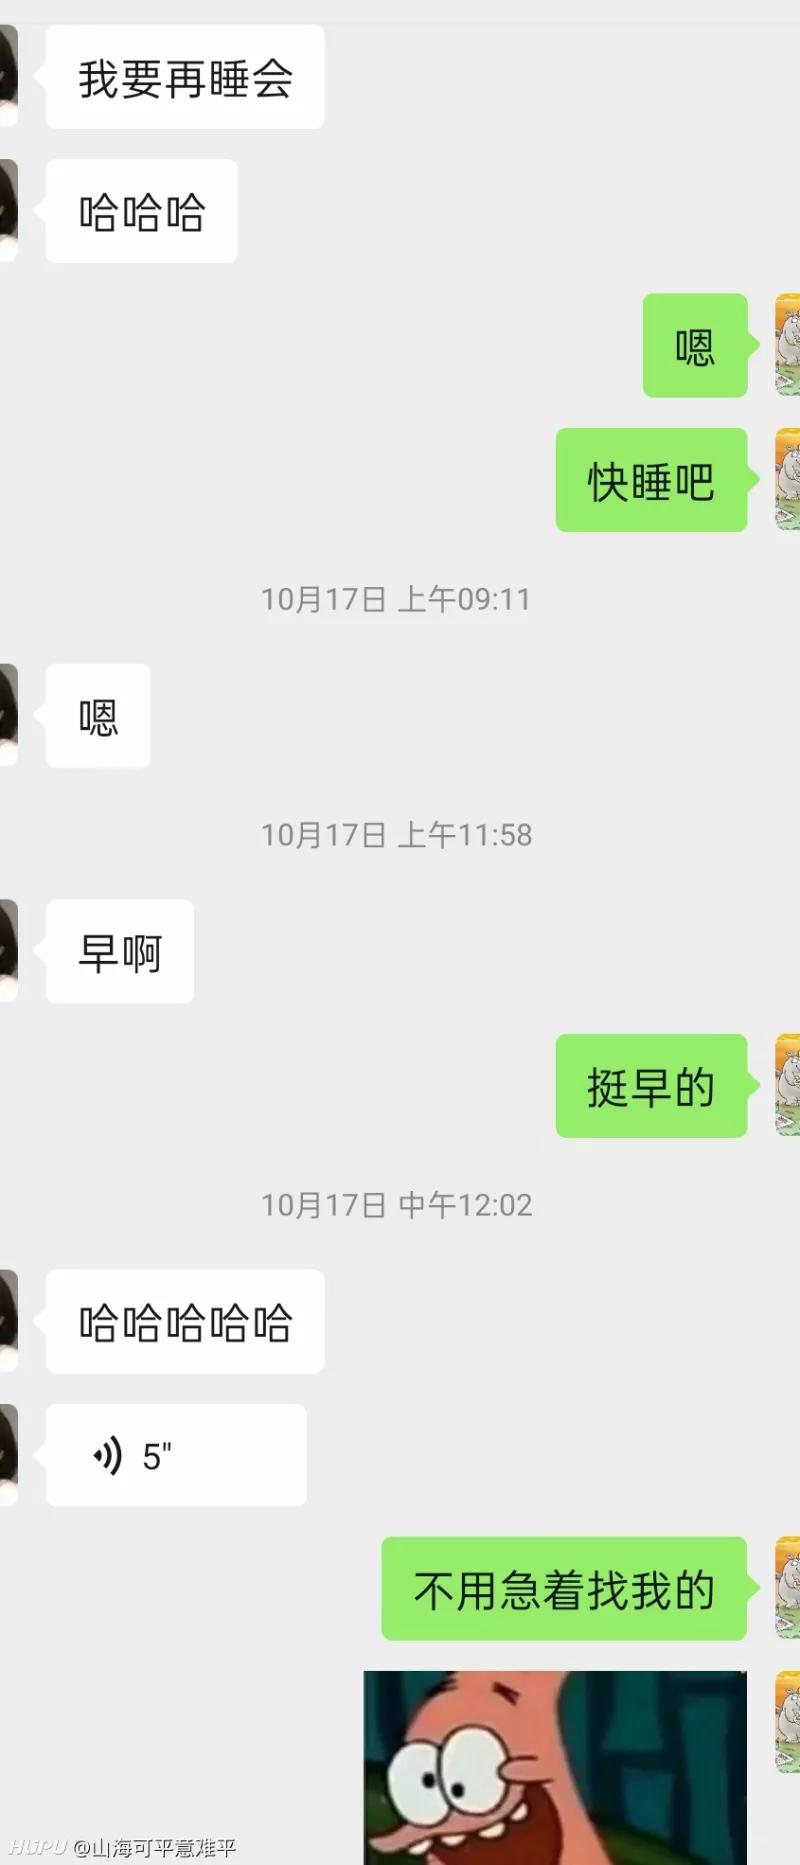 我要再睡会
哈哈哈
嗯
快睡吧
10月17日 上午09:11
嗯
10月17日 上午11:58
早啊
挺早的
10月17日 中午12:02
哈哈哈哈哈
5"
不用急着找我的
HUPU @山海可平意难平